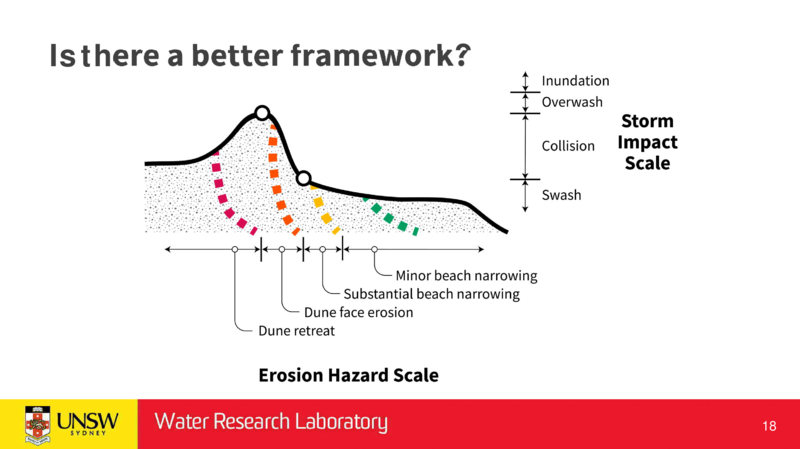 Is there a better framework?
Inundation
Overwash
Collision
Swash
Storm
Impact
Scale
Minor beach narrowing
Substantial beach narrowing
Dune face erosion
Dune retreat
Erosion Hazard Scale
UNSW
SYDNEY
Water Research Laboratory
18